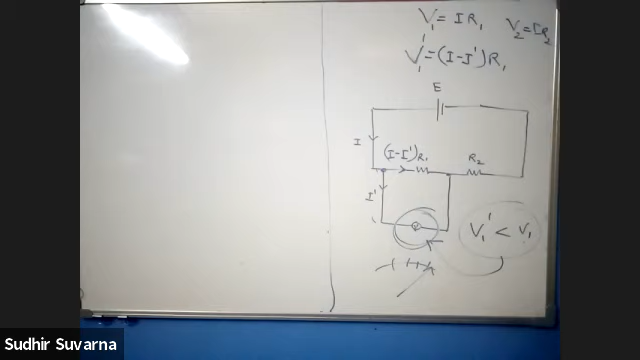 V₁ = IR₁
V₂ = IR₂
V₁' = (I-I')R₁
E
I
(I-I')
R₁
R₂
I'
V₁' < V₁
Sudhir Suvarna